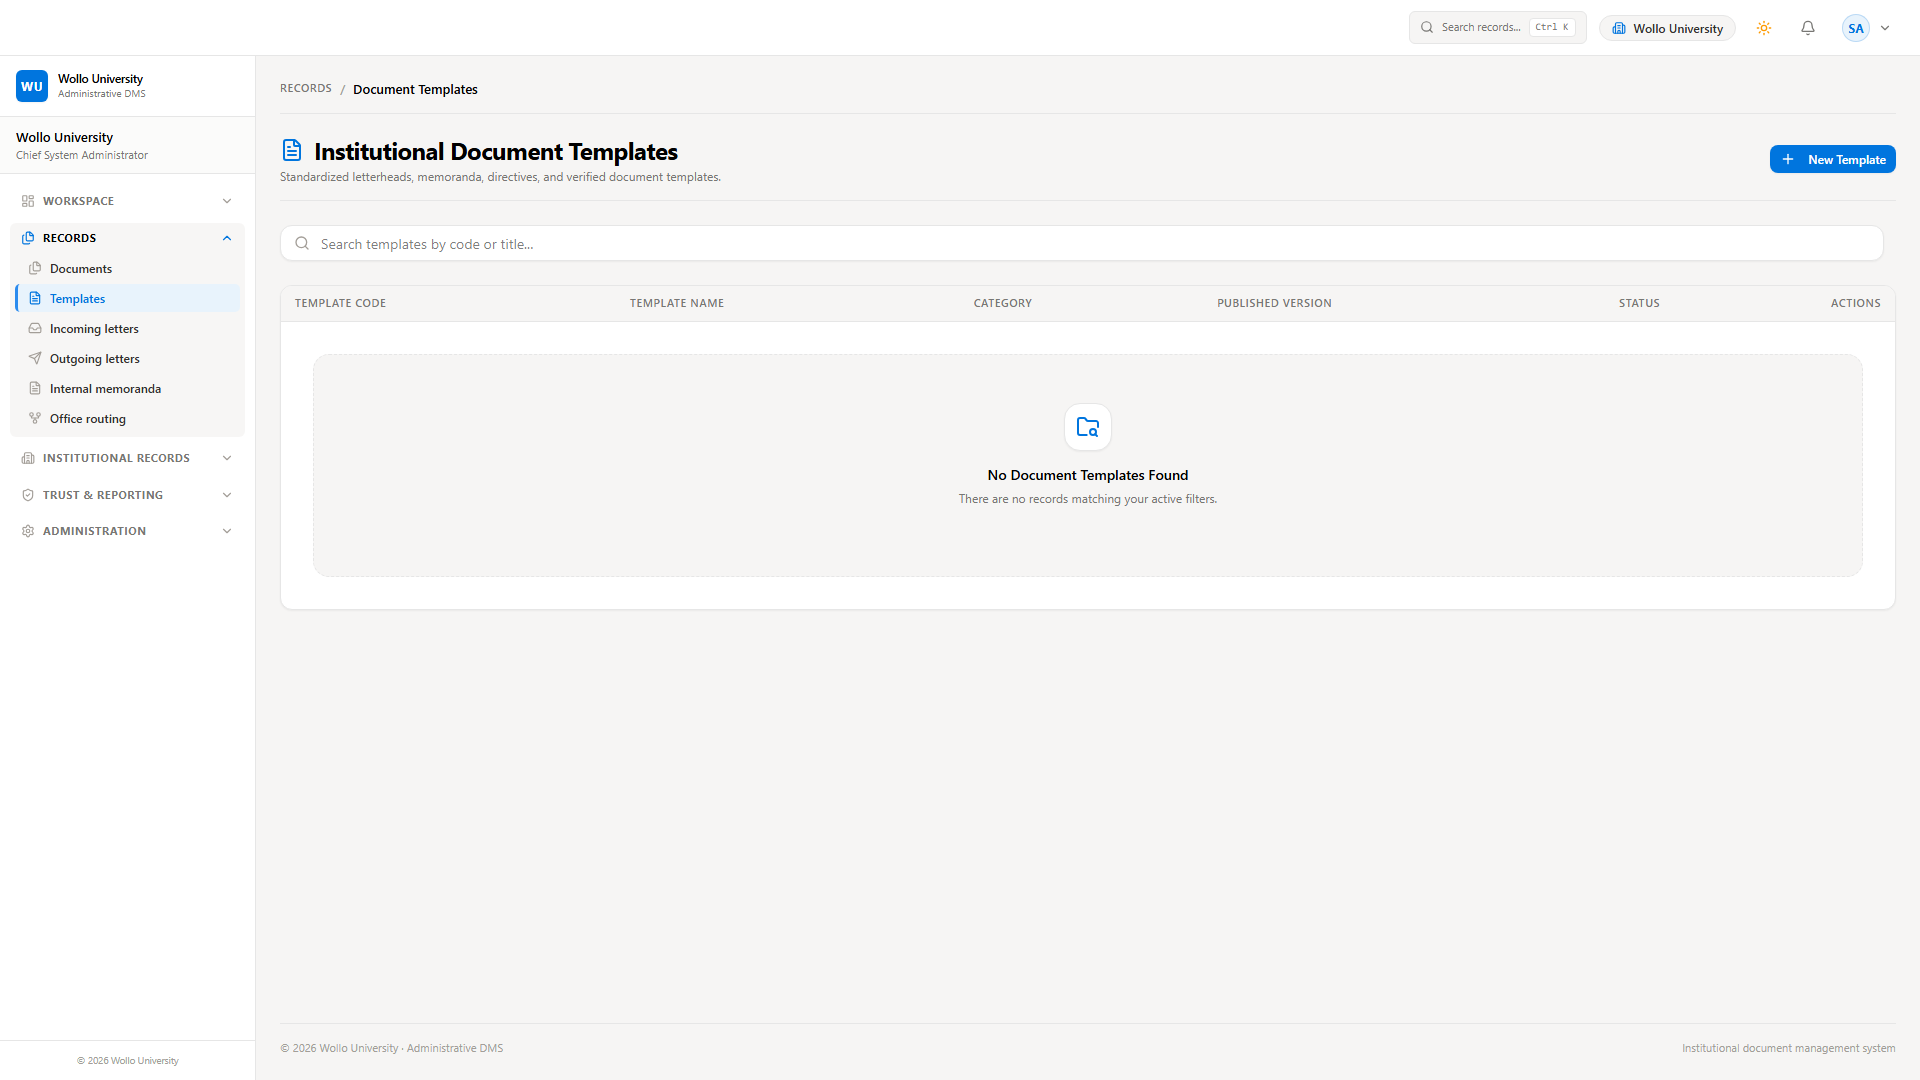 Search records... Ctrl K
Wollo University
SA
WU
Wollo University
Administrative DMS
Wollo University
Chief System Administrator
WORKSPACE
RECORDS
Documents
Templates
Incoming letters
Outgoing letters
Internal memoranda
Office routing
INSTITUTIONAL RECORDS
TRUST & REPORTING
ADMINISTRATION
© 2026 Wollo University
RECORDS / Document Templates
Institutional Document Templates
Standardized letterheads, memoranda, directives, and verified document templates.
New Template
Search templates by code or title...
TEMPLATE CODE TEMPLATE NAME CATEGORY PUBLISHED VERSION STATUS ACTIONS
No Document Templates Found
There are no records matching your active filters.
© 2026 Wollo University · Administrative DMS
Institutional document management system